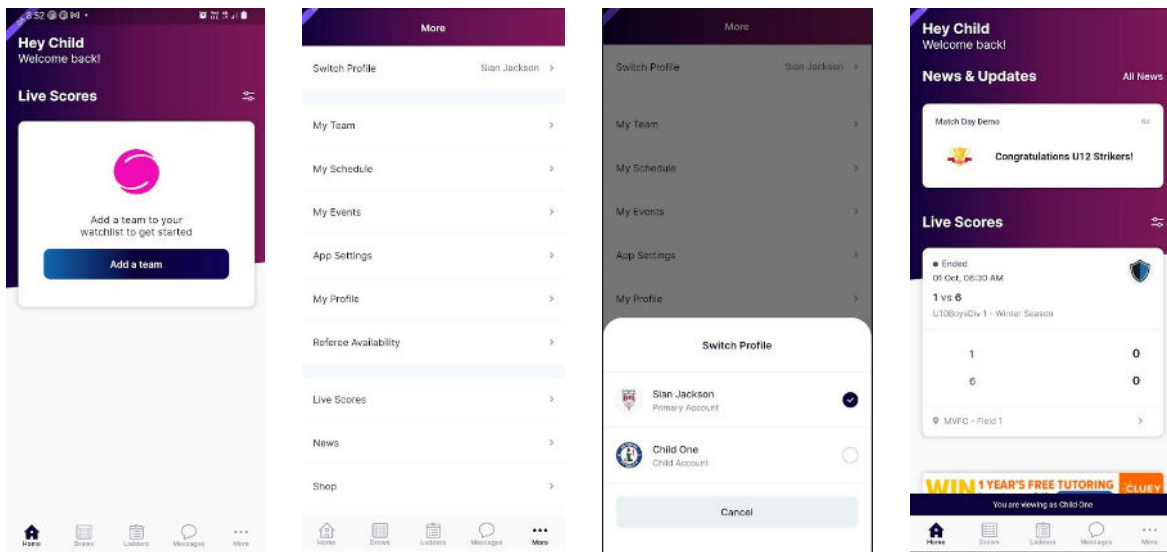 8:52
Hey Child
Welcome back!
Live Scores
Add a team to your
watchlist to get started
Add a team
Home
Draws
Ladders
Messages
More
More
Switch Profile
Sian Jackson
My Team
My Schedule
My Events
App Settings
My Profile
Referee Availability
Live Scores
News
Shop
Home
Draws
Ladders
Messages
More
More
Switch Profile
Sian Jackson
My Team
My Schedule
My Events
App Settings
My Profile
Switch Profile
Sian Jackson
Primary Account
Child One
Child Account
Cancel
Hey Child
Welcome back!
News & Updates
All News
Match Day Demo
6d
Congratulations U12 Strikers!
Live Scores
Ended
01 Oct, 08:30 AM
1 vs 6
U10BoysDiv 1 - Winter Season
1
0
6
0
MVFC - Field 1
WIN 1 YEAR'S FREE TUTORING
CLUEY
You are viewing as Child One
Home
Draws
Ladders
Messages
More